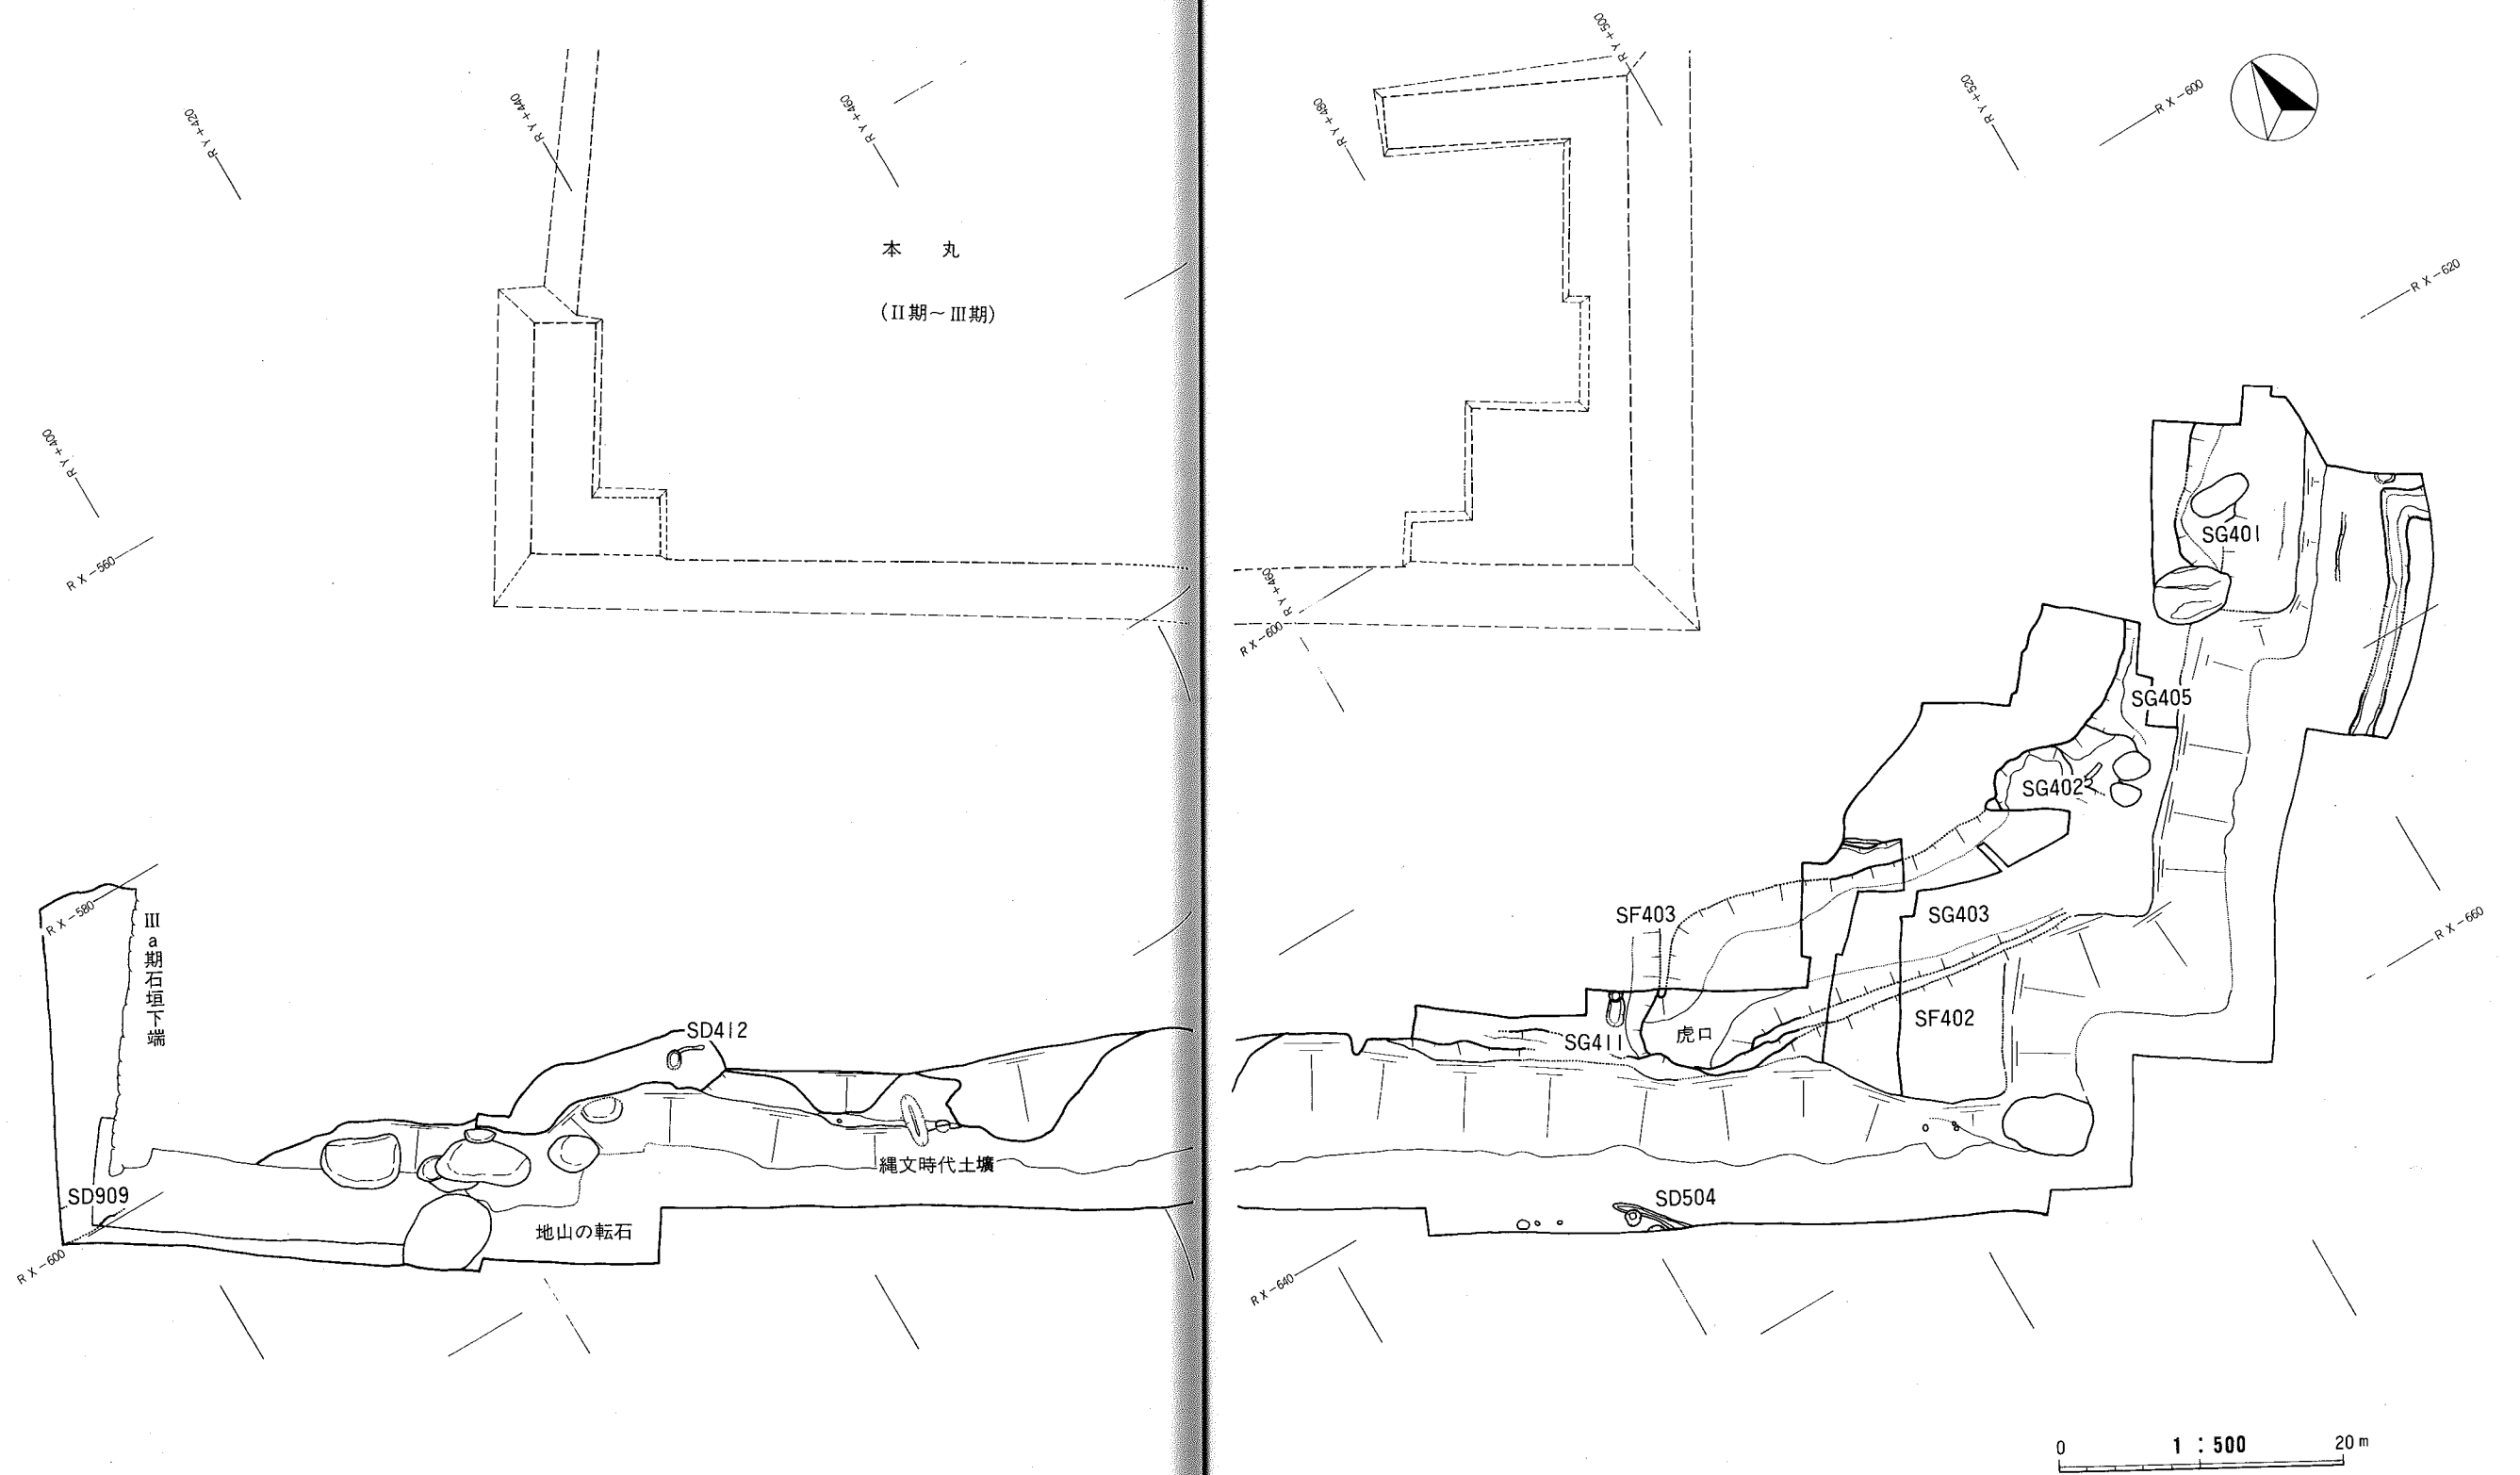 RY+420
RY+440
RY+460
RY+480
RY+500
RY+520
RX-600
本 丸
(II期~III期)
RX-620
RY+400
RX-560
SG401
RY+460
RX-600
SG405
SG402
RX-580
IIIa期石垣下端
SF403
SG403
RX-660
SD412
SG411
虎口
SF402
縄文時代土壙
SD909
SD504
地山の転石
RX-600
RX-640
0
1:500
20m